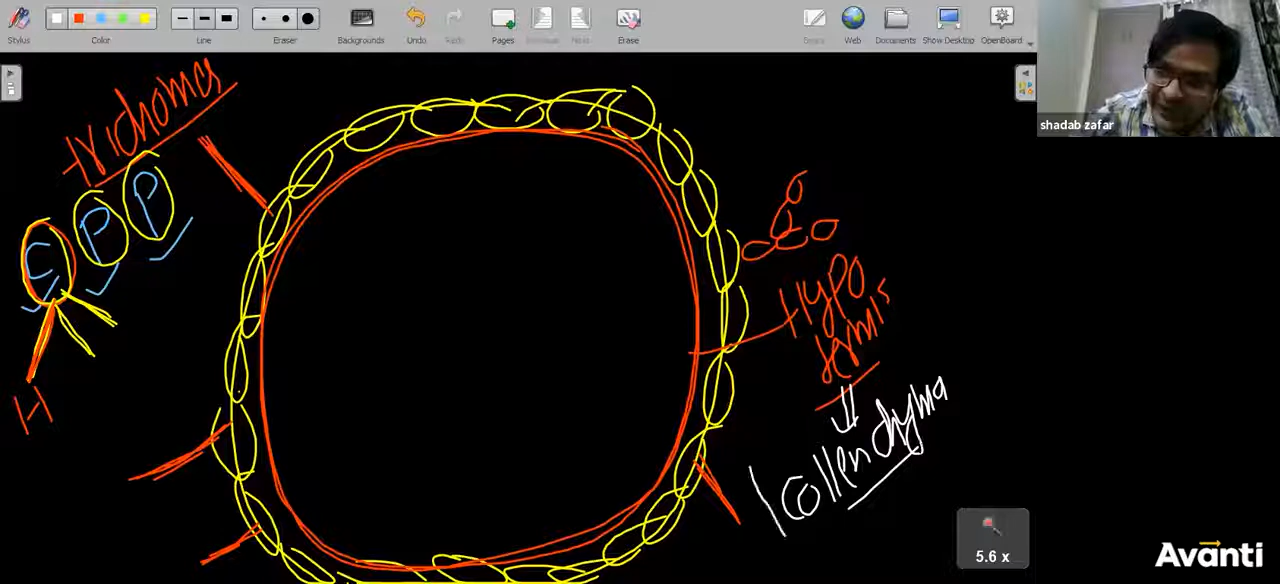 Stylus
Color
Line
Eraser
Backgrounds
Undo
Redo
Pages
Erase
Web
Documents
Show Desktop
OpenBoard
shadab zafar
trichomes
C P P
H
Hypo
dermis
Collenchyma
5.6 x
Avanti